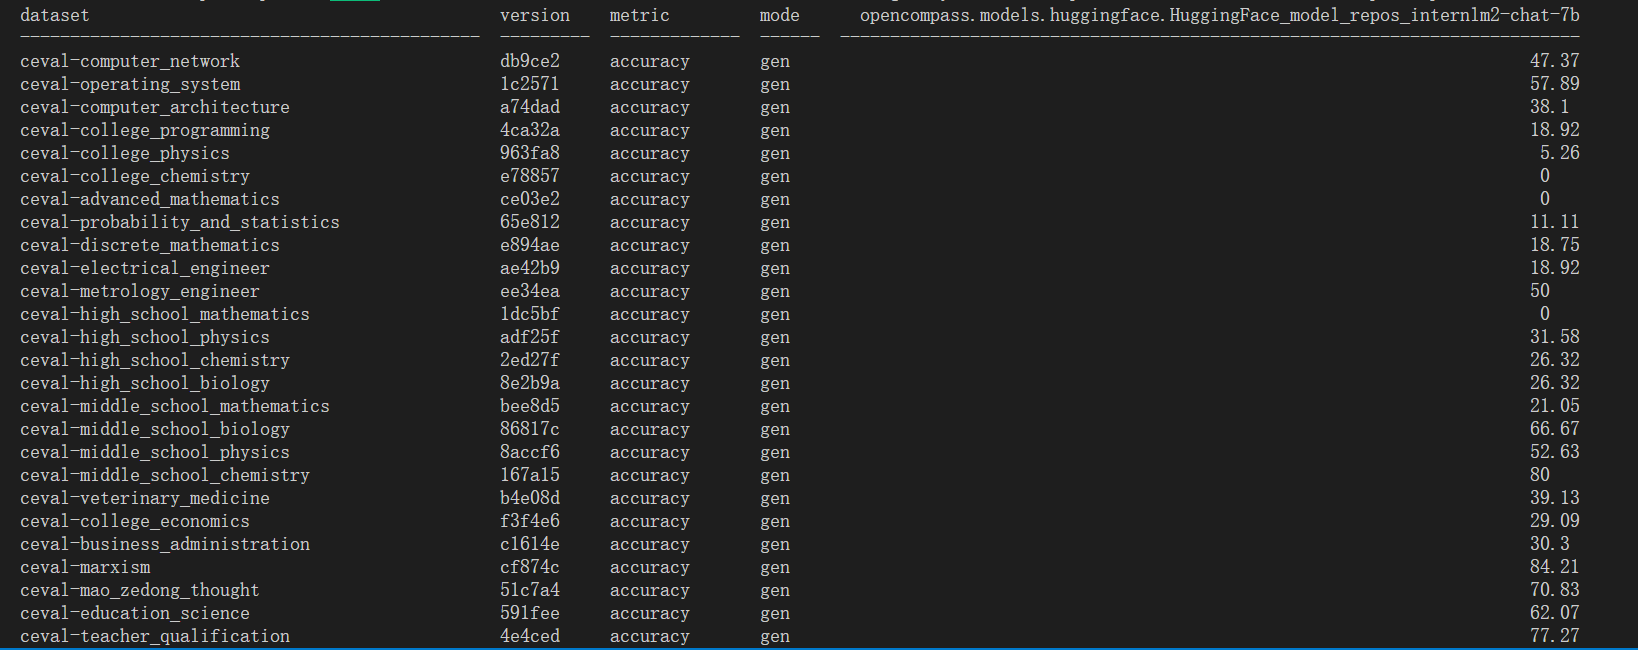 dataset version metric mode opencompass.models.huggingface.HuggingFace_model_repos_internlm2-chat-7b
---------------------------------------------- --------- ------------- ------ --------------------------------------------------------------------------
ceval-computer_network db9ce2 accuracy gen 47.37
ceval-operating_system 1c2571 accuracy gen 57.89
ceval-computer_architecture a74dad accuracy gen 38.1
ceval-college_programming 4ca32a accuracy gen 18.92
ceval-college_physics 963fa8 accuracy gen 5.26
ceval-college_chemistry e78857 accuracy gen 0
ceval-advanced_mathematics ce03e2 accuracy gen 0
ceval-probability_and_statistics 65e812 accuracy gen 11.11
ceval-discrete_mathematics e894ae accuracy gen 18.75
ceval-electrical_engineer ae42b9 accuracy gen 18.92
ceval-metrology_engineer ee34ea accuracy gen 50
ceval-high_school_mathematics 1dc5bf accuracy gen 0
ceval-high_school_physics adf25f accuracy gen 31.58
ceval-high_school_chemistry 2ed27f accuracy gen 26.32
ceval-high_school_biology 8e2b9a accuracy gen 26.32
ceval-middle_school_mathematics bee8d5 accuracy gen 21.05
ceval-middle_school_biology 86817c accuracy gen 66.67
ceval-middle_school_physics 8accf6 accuracy gen 52.63
ceval-middle_school_chemistry 167a15 accuracy gen 80
ceval-veterinary_medicine b4e08d accuracy gen 39.13
ceval-college_economics f3f4e6 accuracy gen 29.09
ceval-business_administration c1614e accuracy gen 30.3
ceval-marxism cf874c accuracy gen 84.21
ceval-mao_zedong_thought 51c7a4 accuracy gen 70.83
ceval-education_science 591fee accuracy gen 62.07
ceval-teacher_qualification 4e4ced accuracy gen 77.27